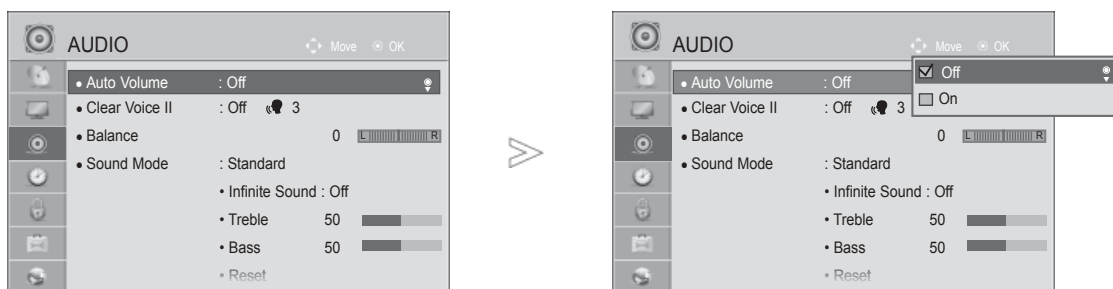 AUDIO
Move OK
• Auto Volume : Off
• Clear Voice II : Off 3
• Balance 0 L R
• Sound Mode : Standard
• Infinite Sound : Off
• Treble 50
• Bass 50
• Reset
AUDIO
Move OK
• Auto Volume : Off
Off
On
• Clear Voice II : Off 3
• Balance 0 L R
• Sound Mode : Standard
• Infinite Sound : Off
• Treble 50
• Bass 50
• Reset